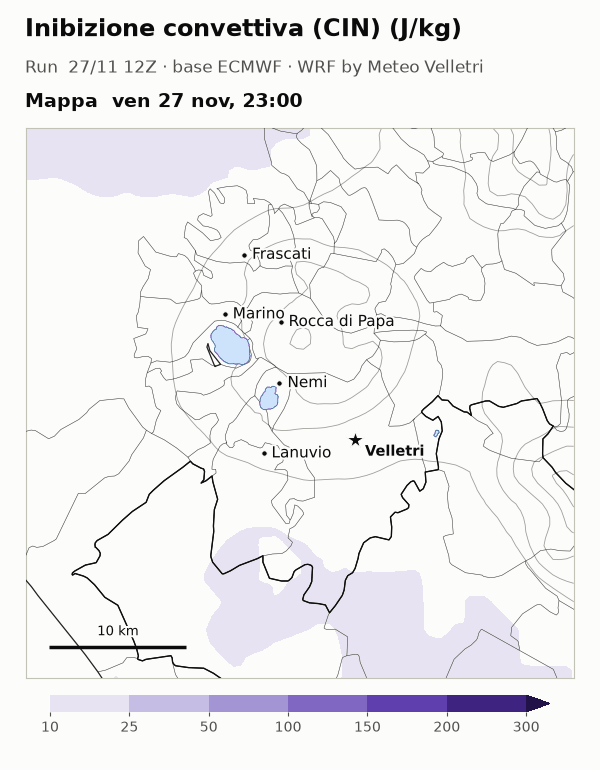 Inibizione convettiva (CIN) (J/kg)
Run  27/11 12Z · base ECMWF · WRF by Meteo Velletri
Mappa  ven 27 nov, 23:00
Frascati
Marino
Rocca di Papa
Nemi
Velletri
Lanuvio
10 km
10 25 50 100 150 200 300